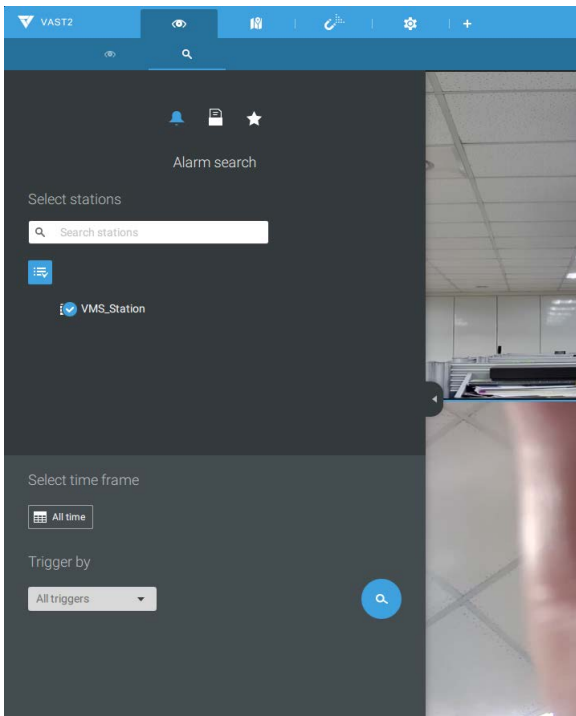 VAST2
Alarm search
Select stations
Search stations
VMS_Station
Select time frame
All time
Trigger by
All triggers